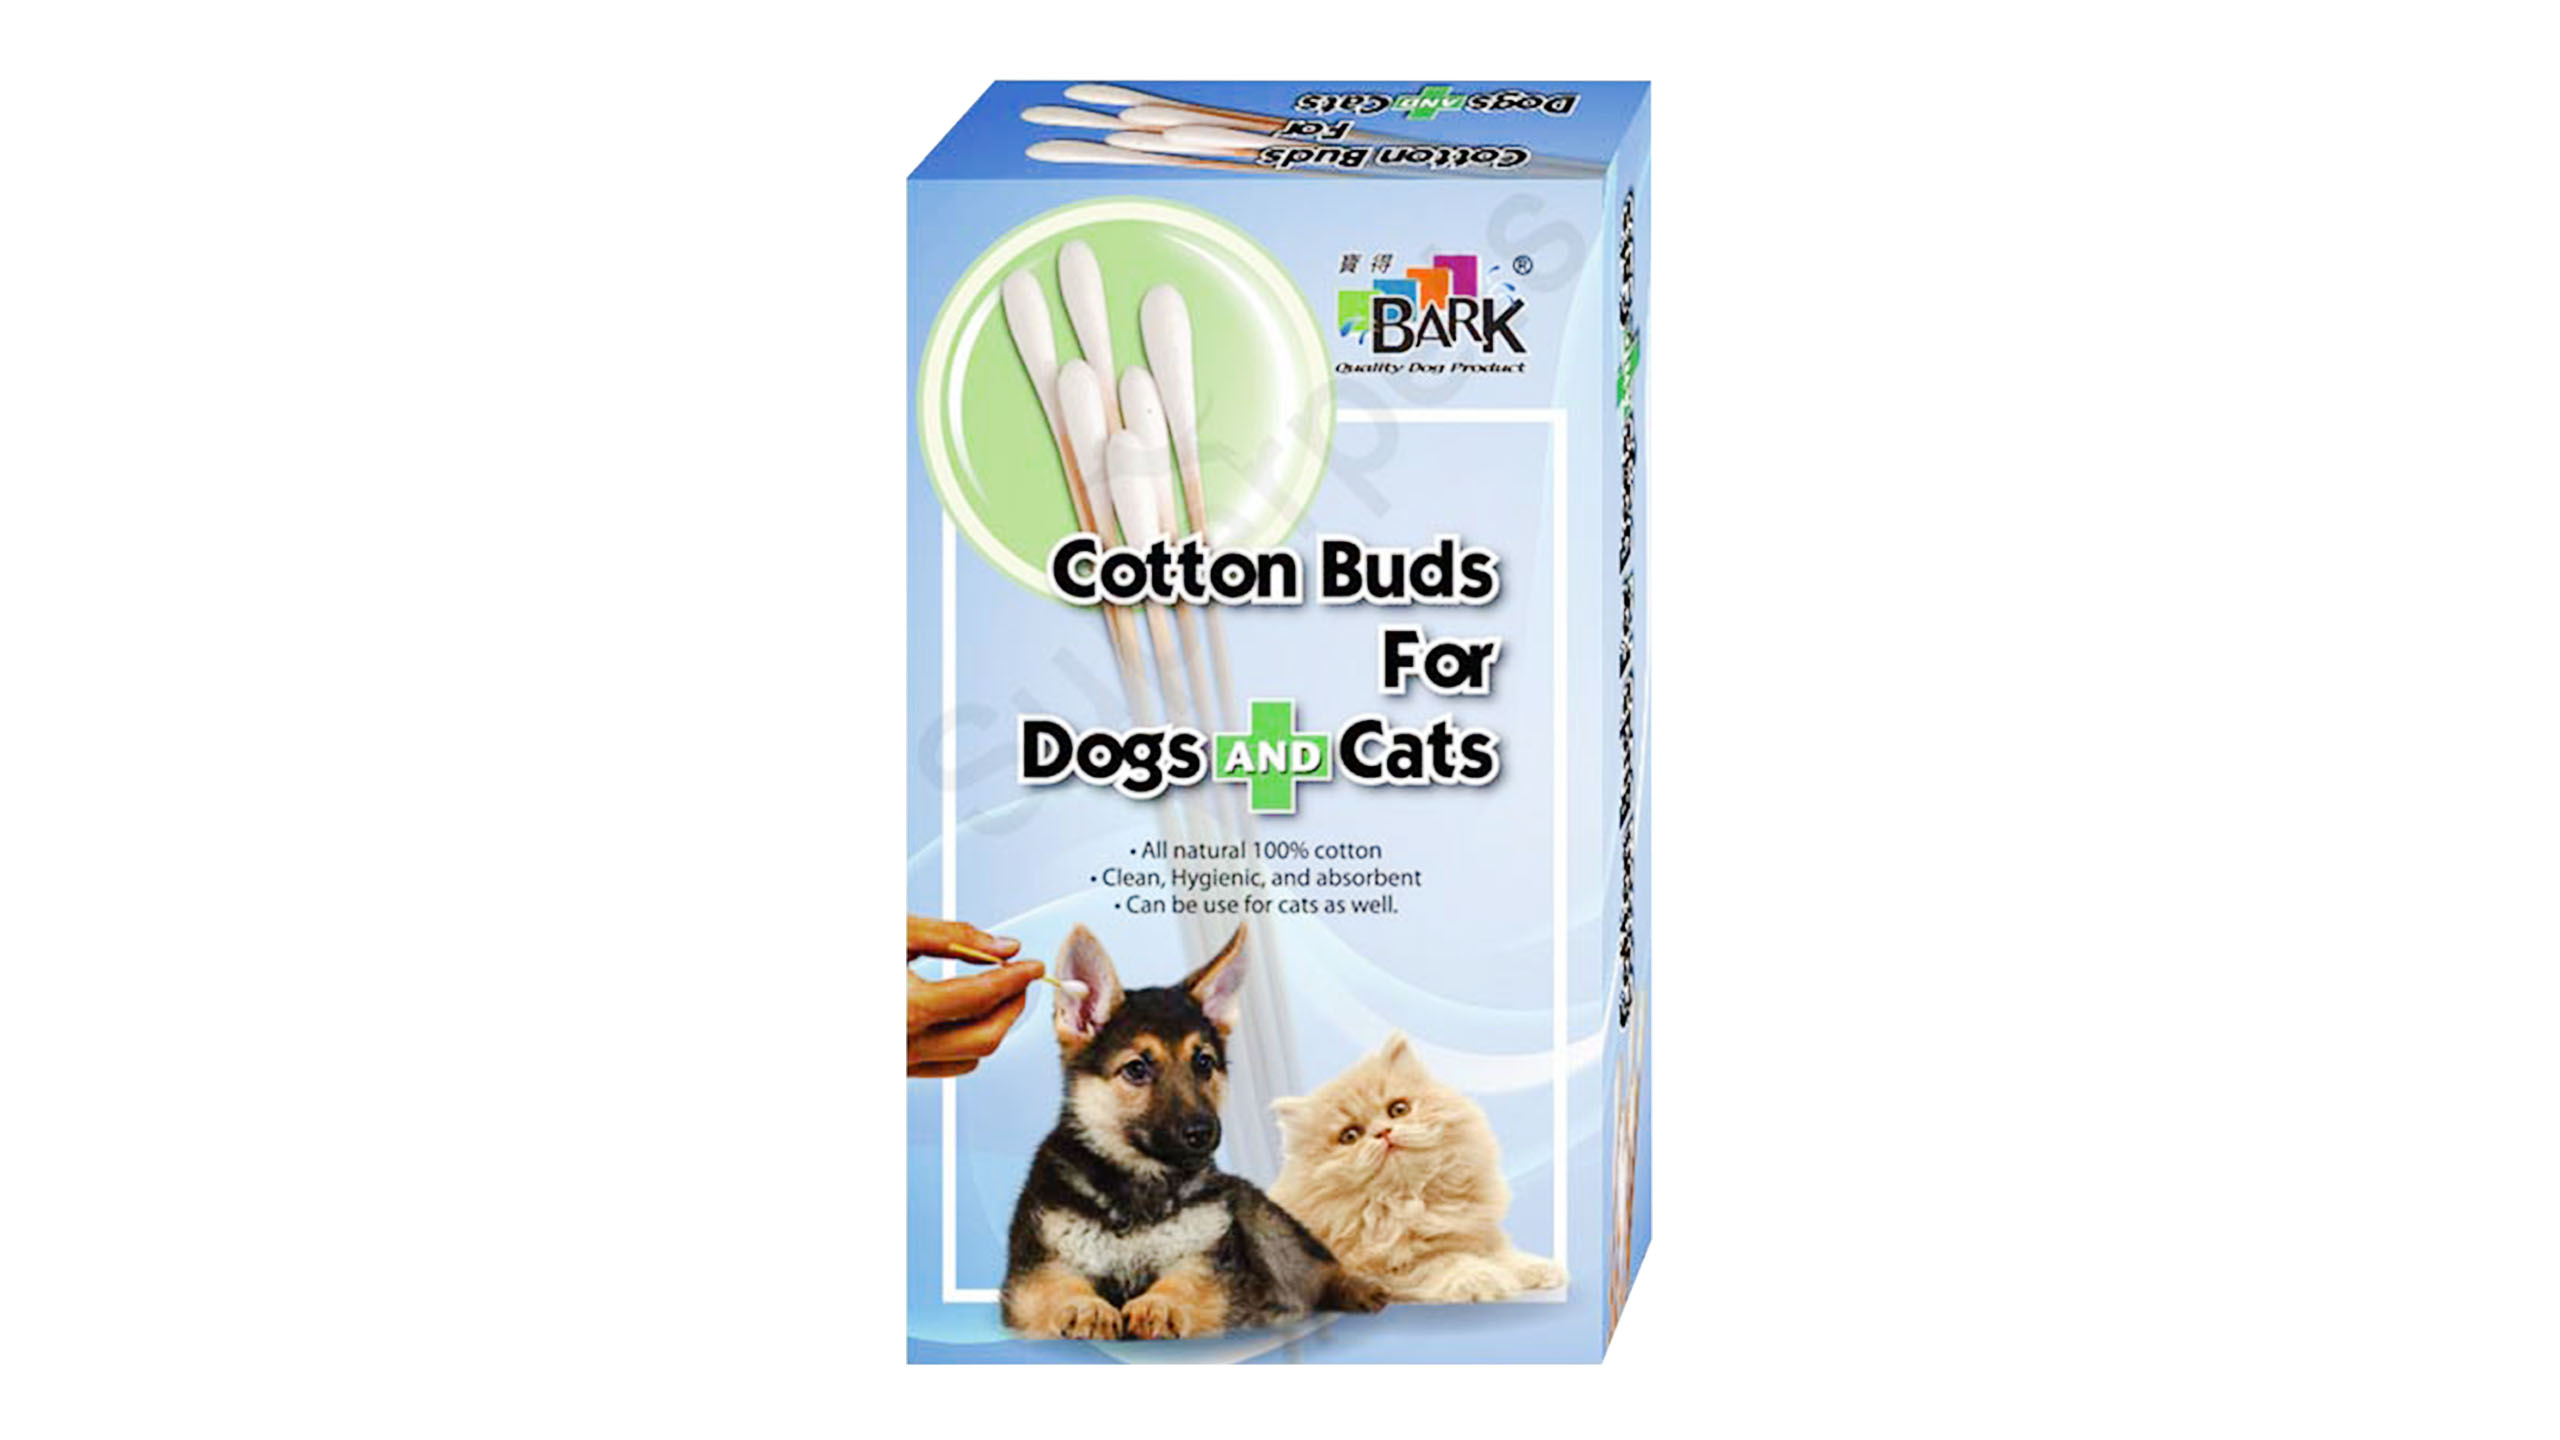 Dogs AND Cats
For
Cotton Buds
寶得
BARK®
Quality Dog Product
Cotton Buds
For
Dogs AND Cats
• All natural 100% cotton
• Clean, Hygienic, and absorbent
• Can be use for cats as well.